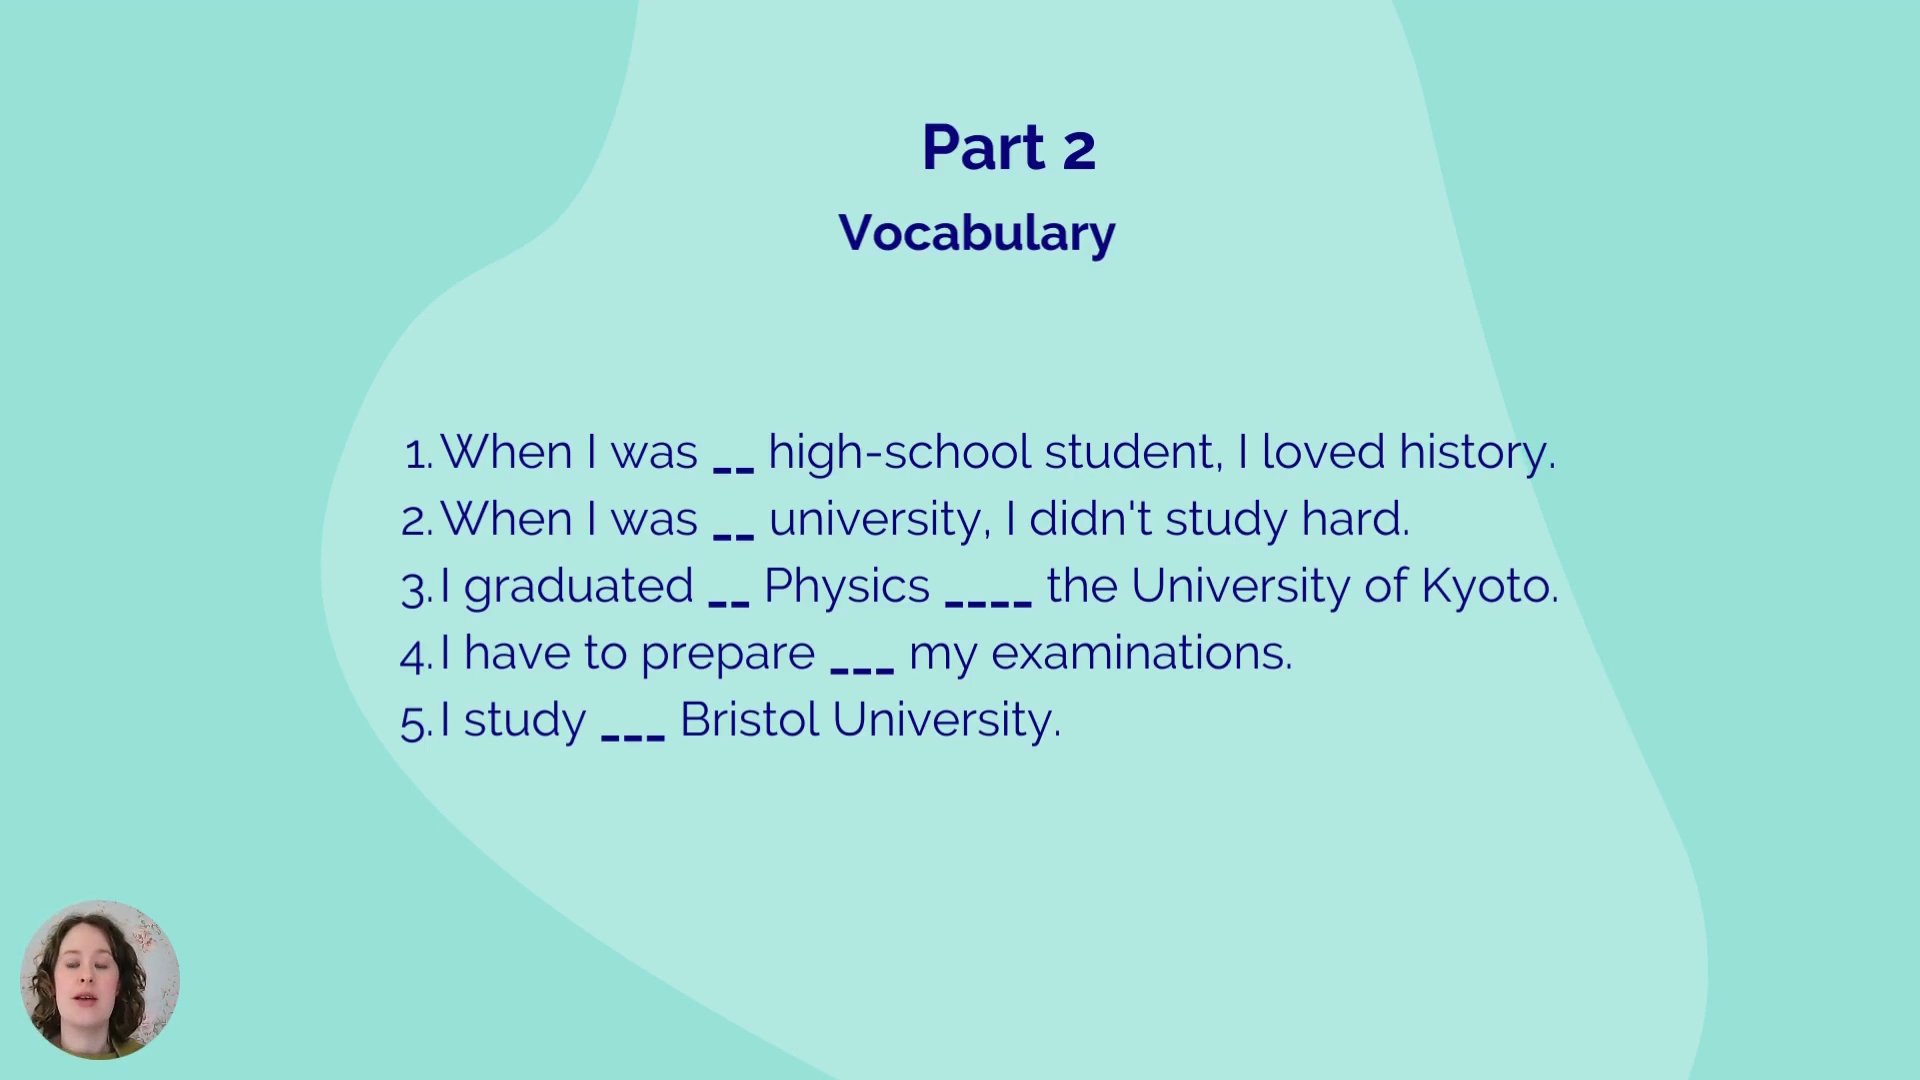 Part 2
Vocabulary
1. When I was __ high-school student, I loved history.
2. When I was __ university, I didn't study hard.
3. I graduated __ Physics ____ the University of Kyoto.
4. I have to prepare ___ my examinations.
5. I study ___ Bristol University.